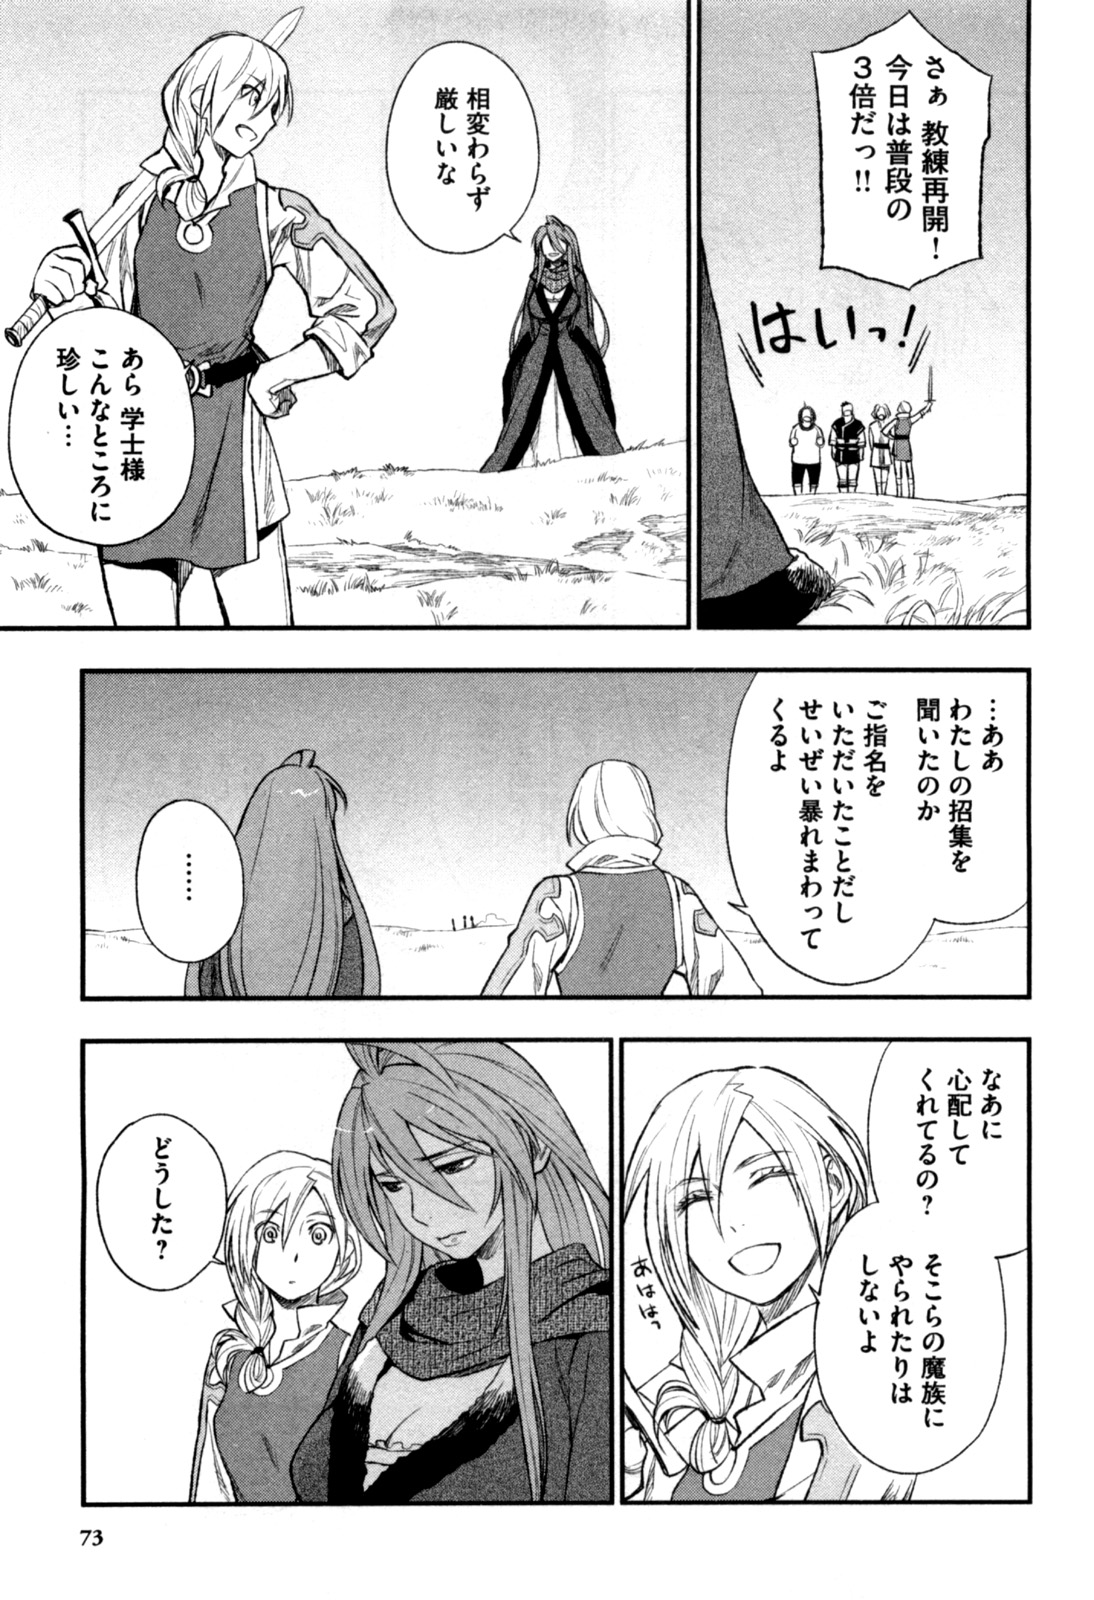 さぁ 教練再開!
今日は普段の
3倍だっ!!
はいっ!
相変わらず
厳しいな
あら 学士様
こんなところに
珍しい…
…ああ
わたしの招集を
聞いたのか
ご指名を
いただいたことだし
せいぜい暴れまわって
くるよ
……
なあに
心配して
くれてるの?
そこらの魔族に
やられたりは
しないよ
あははっ
どうした?
73